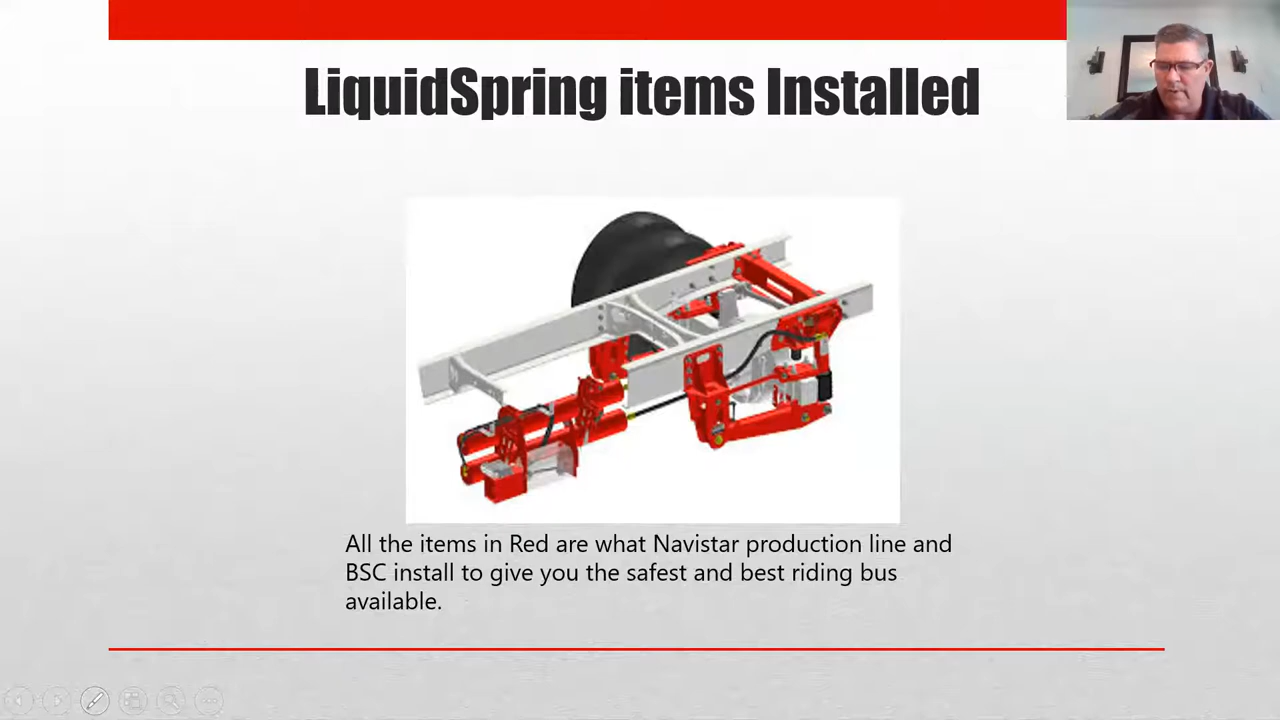 LiquidSpring items Installed
All the items in Red are what Navistar production line and
BSC install to give you the safest and best riding bus
available.